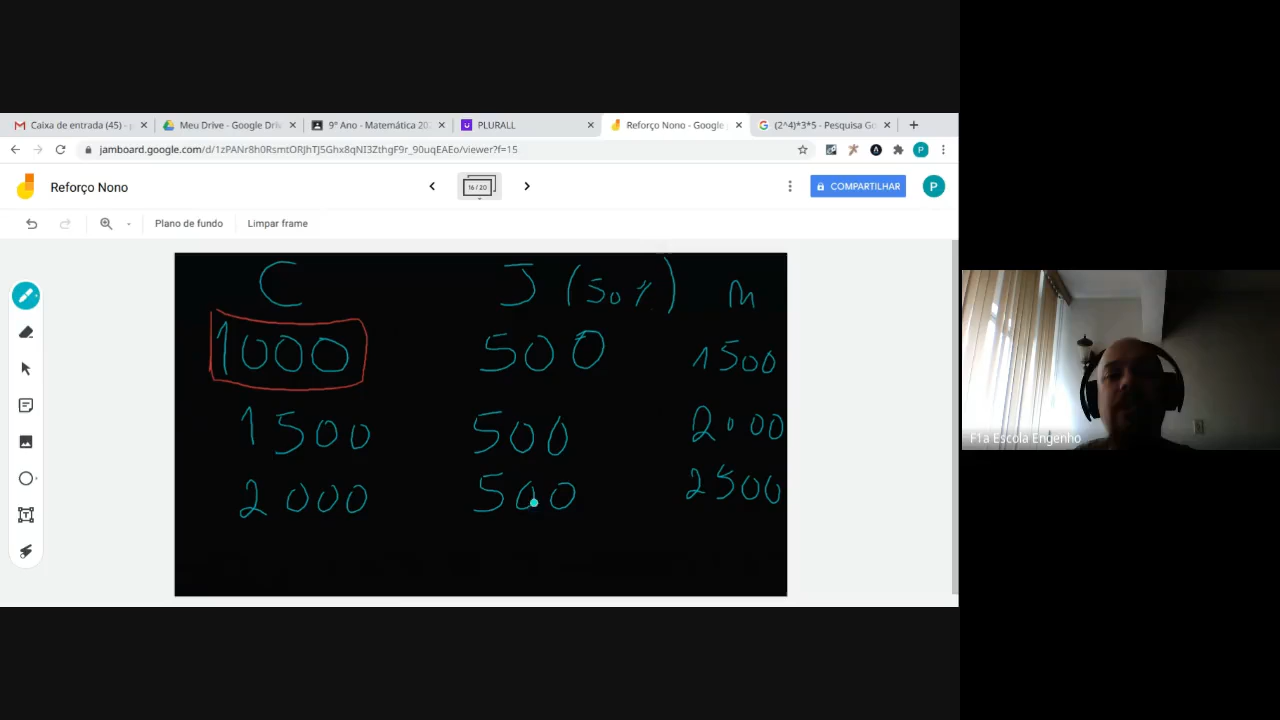 Caixa de entrada (45) - p
Meu Drive - Google Driv
9º Ano - Matemática 202
PLURALL
Reforço Nono - Google
(2^4)*3*5 - Pesquisa Go
jamboard.google.com/d/1zPANr8h0RsmtORJhTJ5Ghx8qNI3ZthgF9r_90uqEAEo/viewer?f=15
P
Reforço Nono
16 / 20
COMPARTILHAR
P
Plano de fundo
Limpar frame
C J (50%) M
1000 500 1500
1500 500 2000
2000 500 2500
F1a Escola Engenho